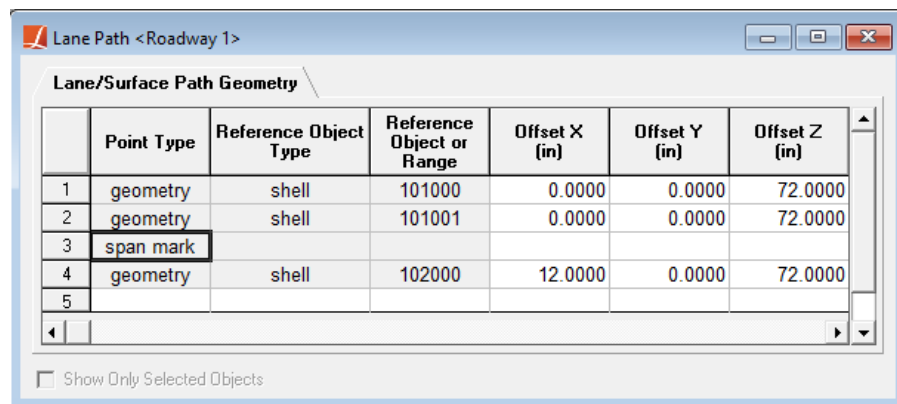 Lane Path <Roadway 1>
Lane/Surface Path Geometry
Point Type Reference Object Type Reference Object or Range Offset X (in) Offset Y (in) Offset Z (in)
1 geometry shell 101000 0.0000 0.0000 72.0000
2 geometry shell 101001 0.0000 0.0000 72.0000
3 span mark
4 geometry shell 102000 12.0000 0.0000 72.0000
5
Show Only Selected Objects